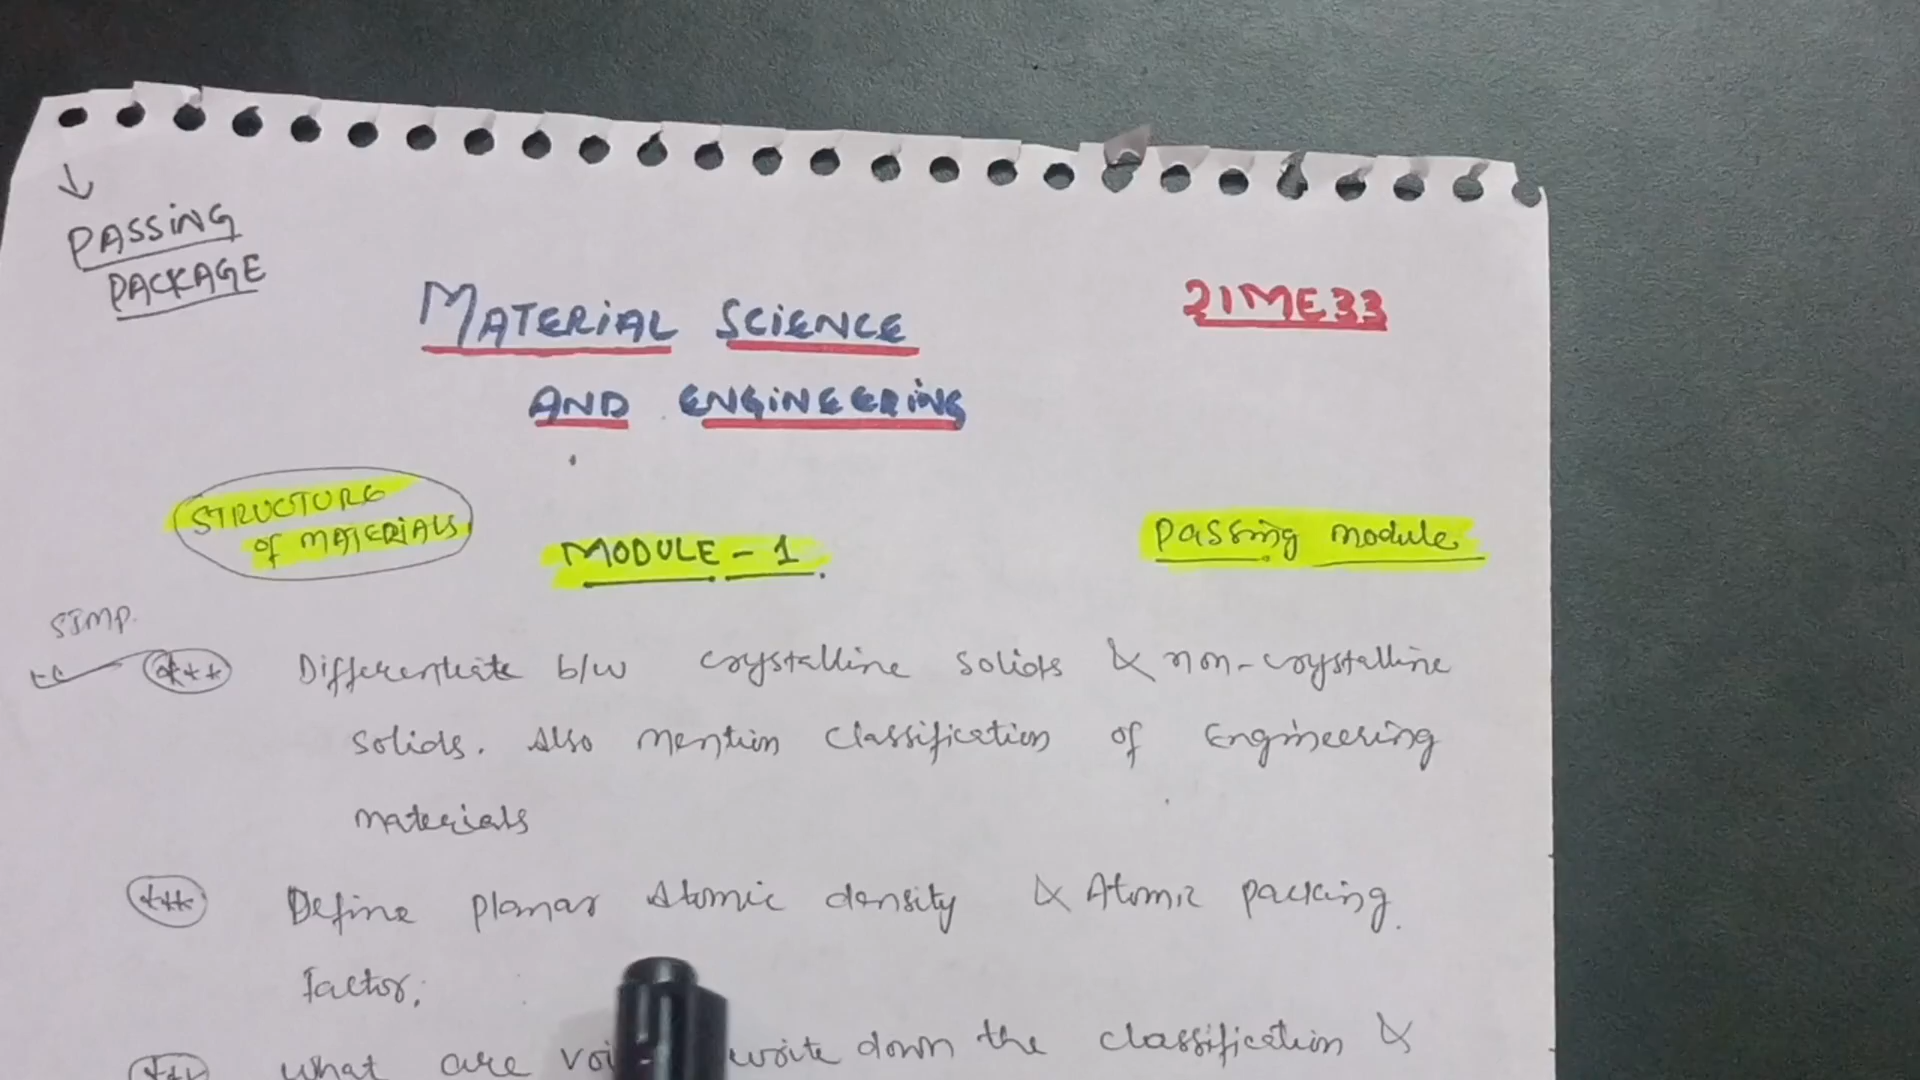 PASSING
PACKAGE
MATERIAL SCIENCE
21ME33
AND ENGINEERING
STRUCTURE
of MATERIALS
MODULE - 1
Passing module
SIMP.
*** Differentiate b/w crystalline solids & non-crystalline
solids. Also mention classification of Engineering
materials
*** Define planar Atomic density & Atomic packing
factor.
*** What are write down the classification &